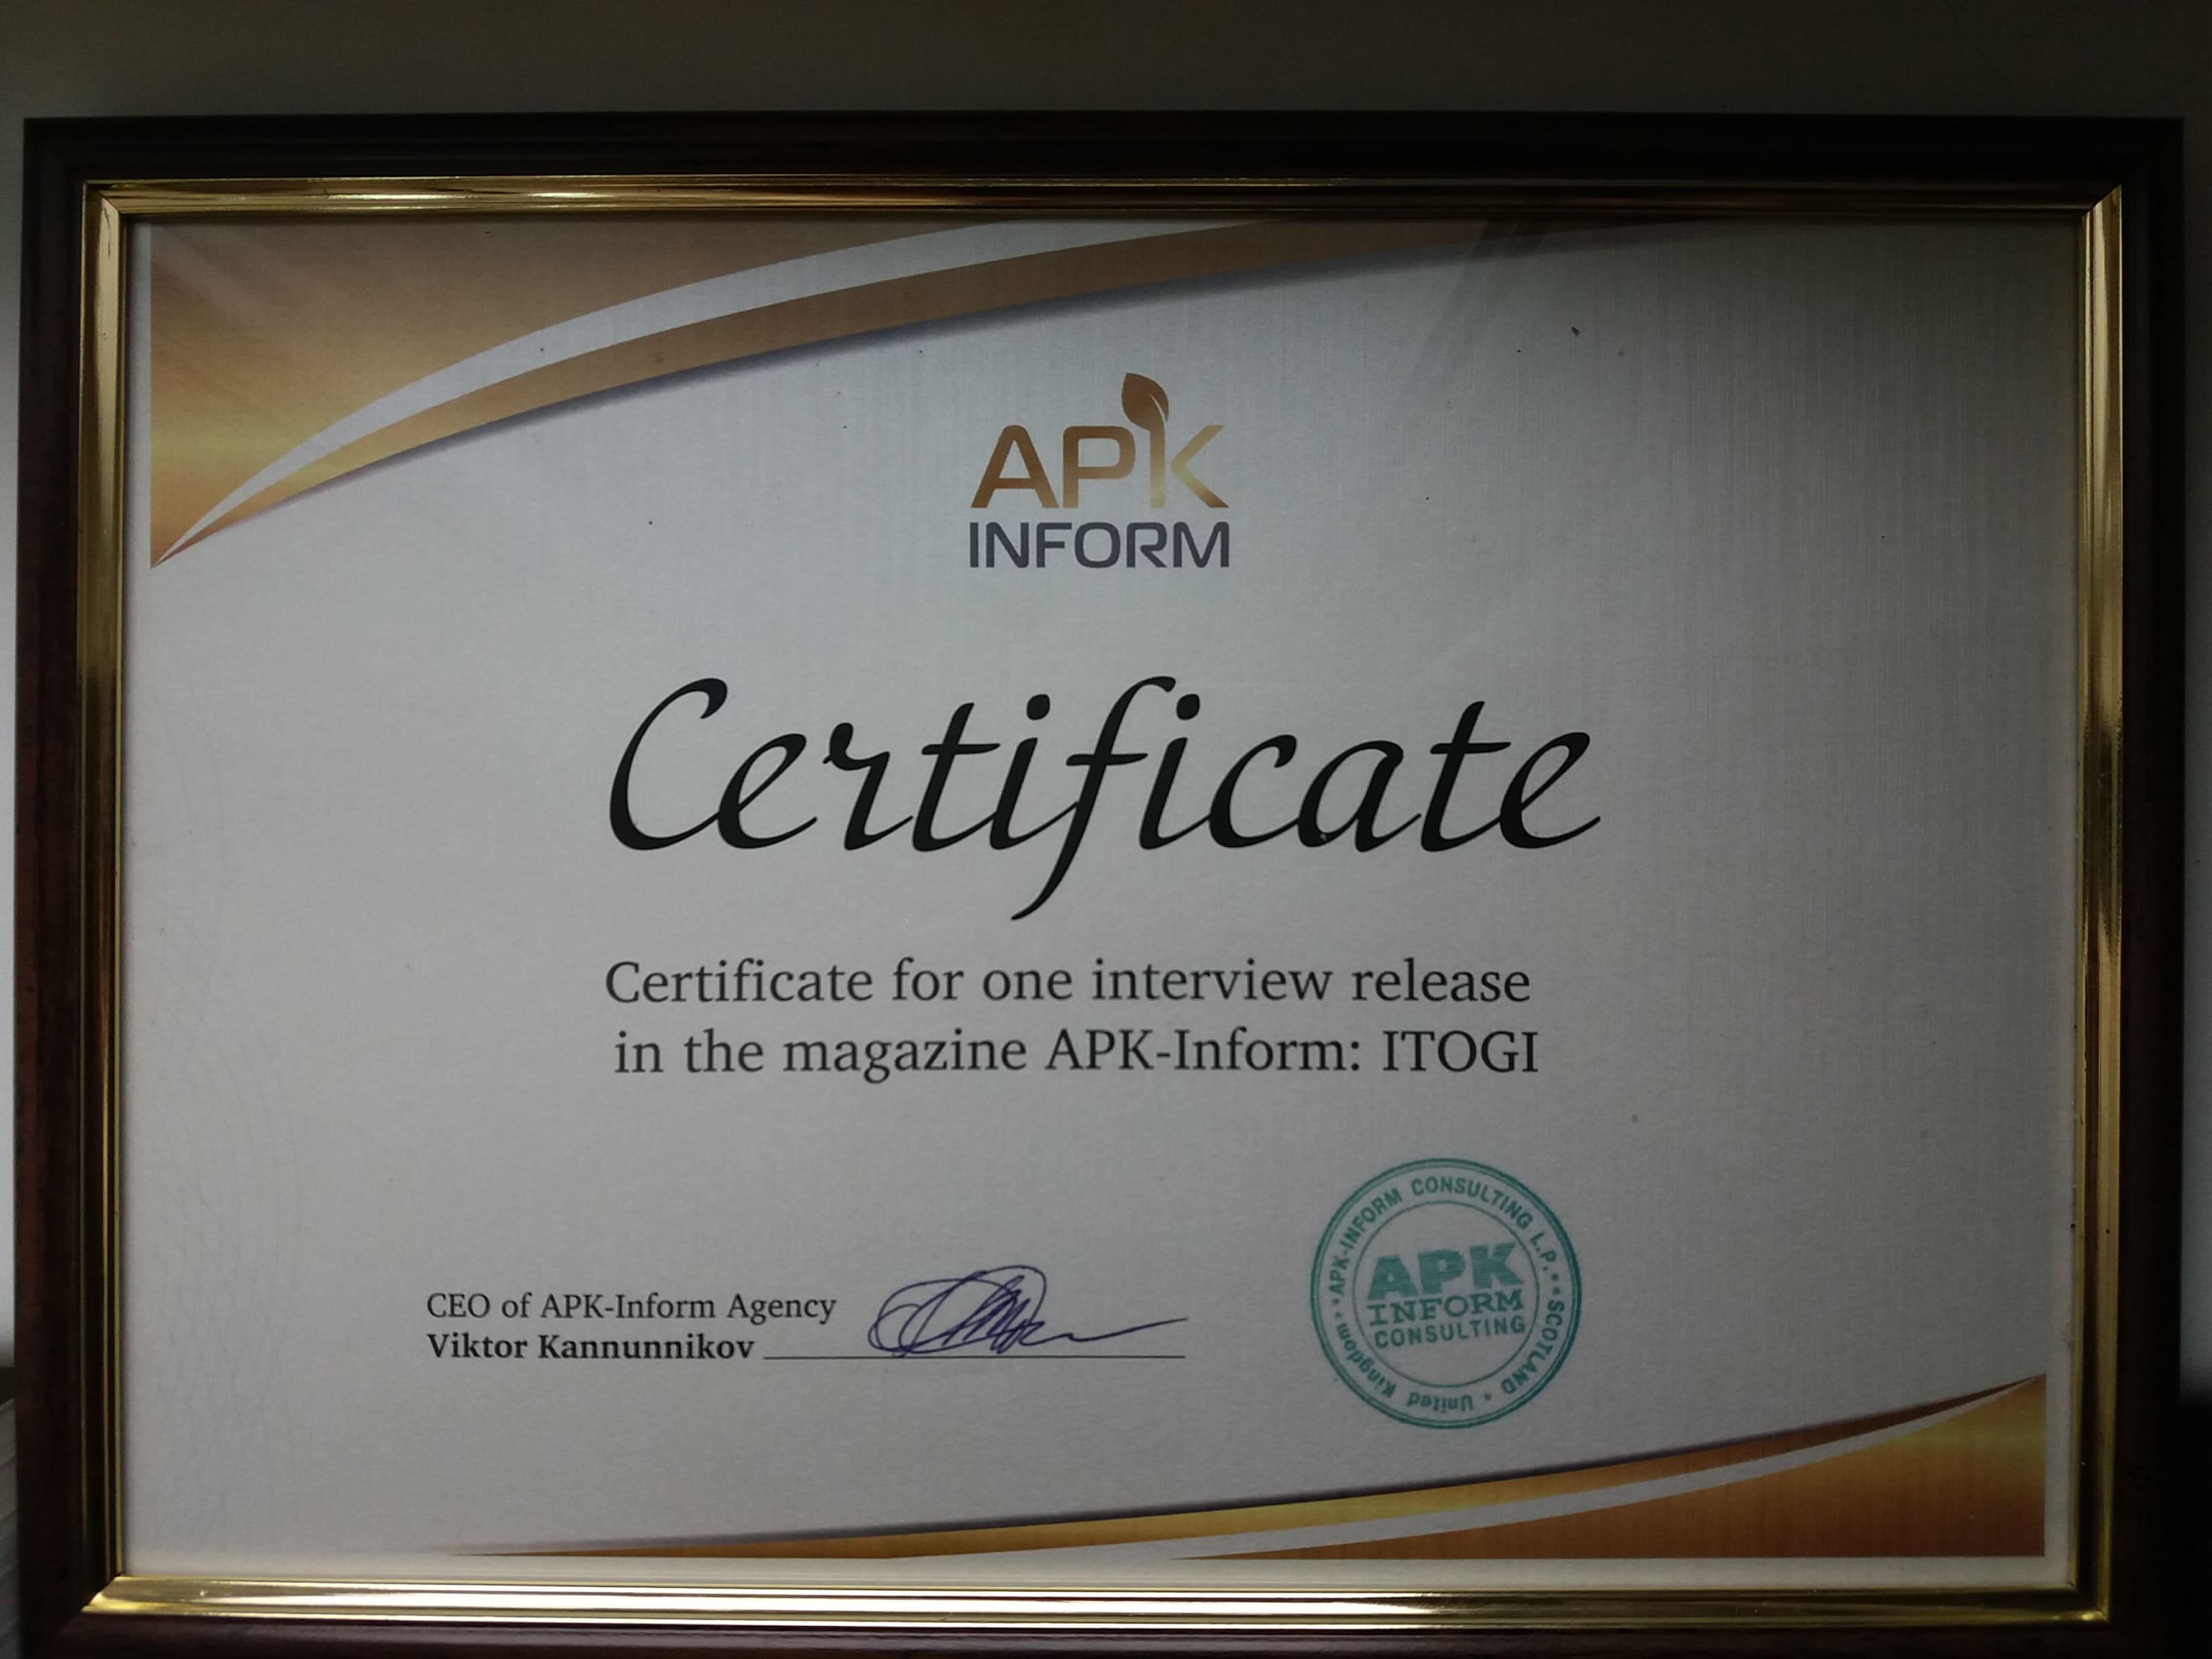 APK
INFORM
Certificate
Certificate for one interview release
in the magazine APK-Inform: ITOGI
CEO of APK-Inform Agency
Viktor Kannunnikov
APK-INFORM CONSULTING L.P. • SCOTLAND • United Kingdom •
APK
INFORM
CONSULTING